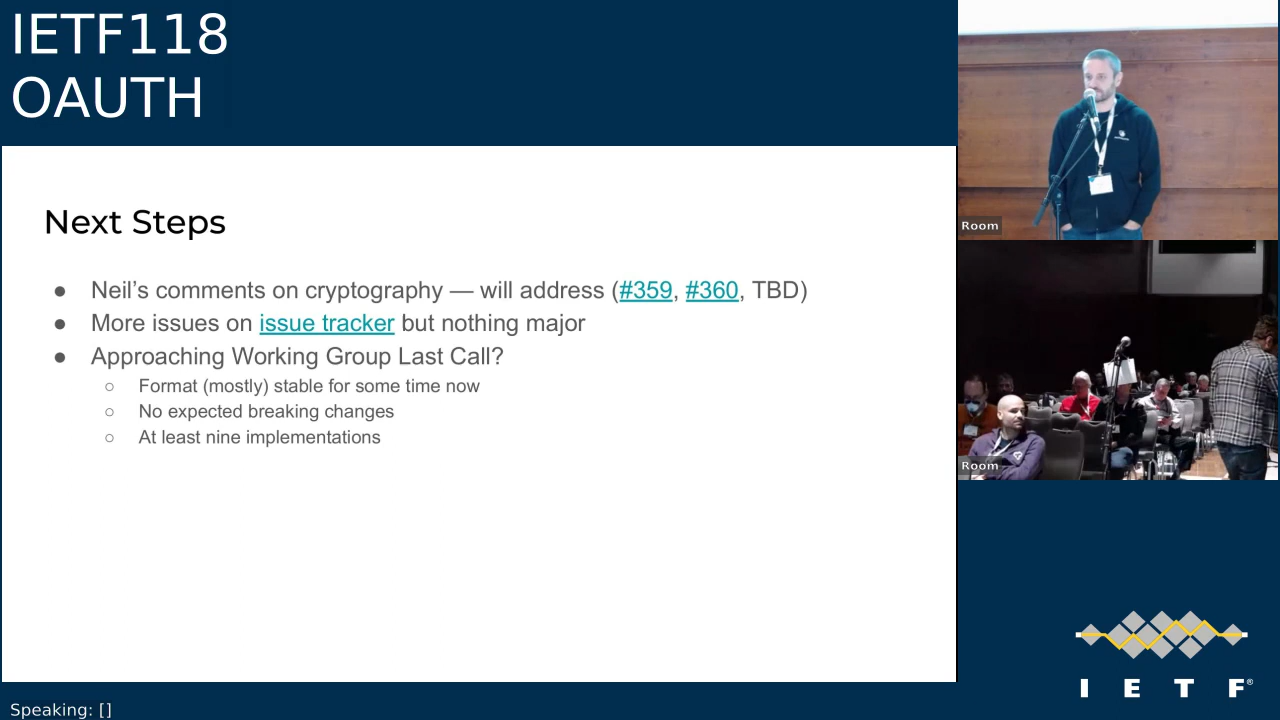 IETF118
OAUTH
Next Steps
● Neil’s comments on cryptography — will address (#359, #360, TBD)
● More issues on issue tracker but nothing major
● Approaching Working Group Last Call?
○ Format (mostly) stable for some time now
○ No expected breaking changes
○ At least nine implementations
Room
Room
I E T F®
Speaking: []